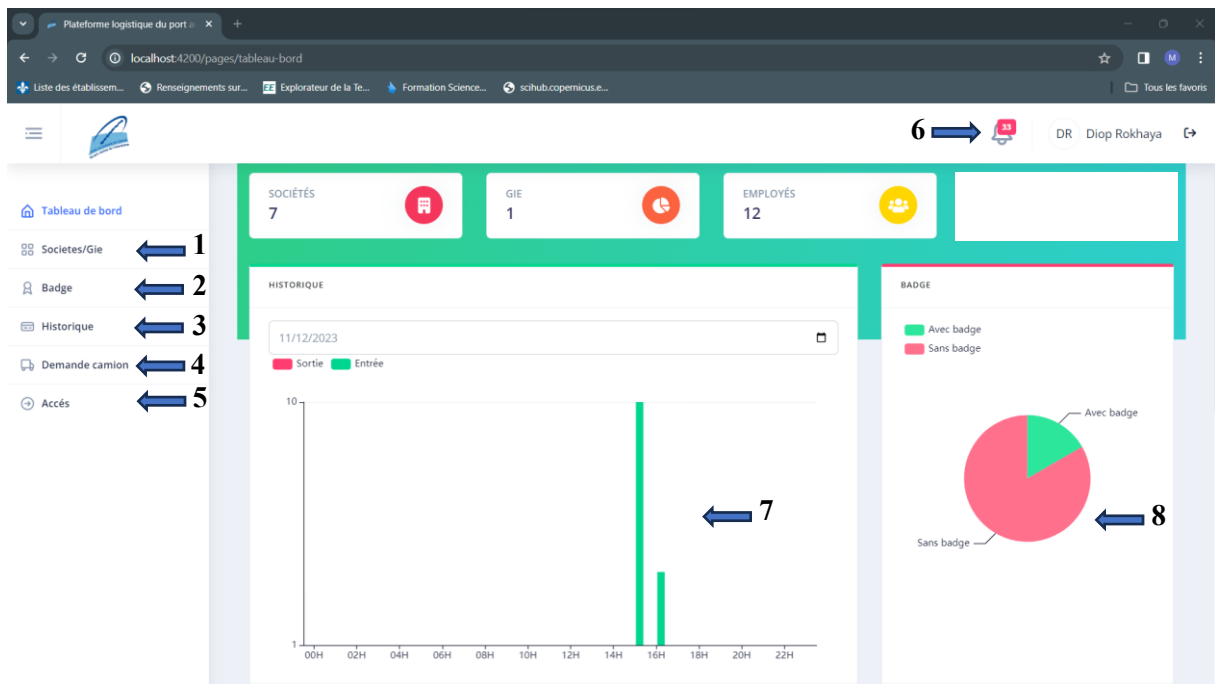 Plateforme logistique du port a
localhost:4200/pages/tableau-bord
Liste des établissem... Renseignements sur... EE Explorateur de la Te... Formation Science... scihub.copernicus.e... Tous les favoris
M
6 33 DR Diop Rokhaya
Tableau de bord
Societes/Gie 1
Badge 2
Historique 3
Demande camion 4
Accés 5
SOCIÉTÉS
7
GIE
1
EMPLOYÉS
12
HISTORIQUE
11/12/2023
Sortie Entrée
10
1
00H 02H 04H 06H 08H 10H 12H 14H 16H 18H 20H 22H
7
BADGE
Avec badge
Sans badge
Avec badge
8
Sans badge